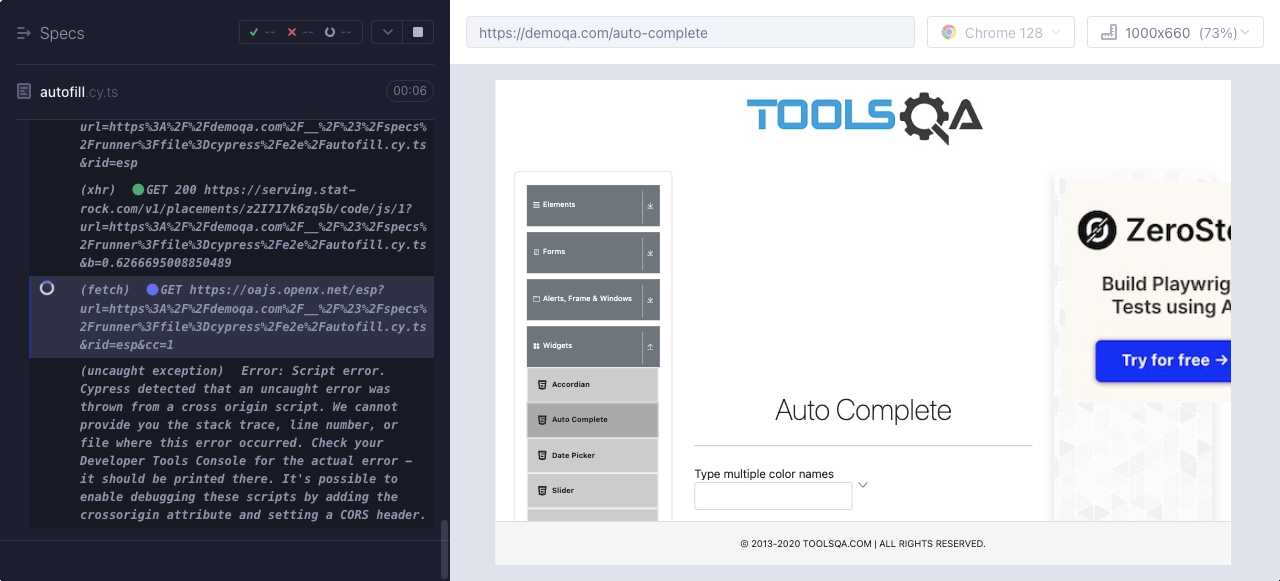 Specs
-- -- --
autofill.cy.ts
00:06
url=https%3A%2F%2Fdemoqa.com%2F__%2F%23%2Fspecs%
2Frunner%3Ffile%3Dcypress%2Fe2e%2Fautofill.cy.ts
&rid=esp
(xhr) GET 200 https://serving.stat-
rock.com/v1/placements/z2I717k6zq5b/code/js/1?
url=https%3A%2F%2Fdemoqa.com%2F__%2F%23%2Fspecs%
2Frunner%3Ffile%3Dcypress%2Fe2e%2Fautofill.cy.ts
&b=0.6266695008850489
(fetch) GET https://oajs.openx.net/esp?
url=https%3A%2F%2Fdemoqa.com%2F__%2F%23%2Fspecs%
2Frunner%3Ffile%3Dcypress%2Fe2e%2Fautofill.cy.ts
&rid=esp&cc=1
(uncaught exception) Error: Script error.
Cypress detected that an uncaught error was
thrown from a cross origin script. We cannot
provide you the stack trace, line number, or
file where this error occurred. Check your
Developer Tools Console for the actual error –
it should be printed there. It's possible to
enable debugging these scripts by adding the
crossorigin attribute and setting a CORS header.
https://demoqa.com/auto-complete
Chrome 128
1000x660 (73%)
TOOLSQA
Elements
Forms
Alerts, Frame & Windows
Widgets
Accordian
Auto Complete
Date Picker
Slider
Auto Complete
Type multiple color names
ZeroSt
Build Playwrig
Tests using A
Try for free →
© 2013-2020 TOOLSQA.COM | ALL RIGHTS RESERVED.